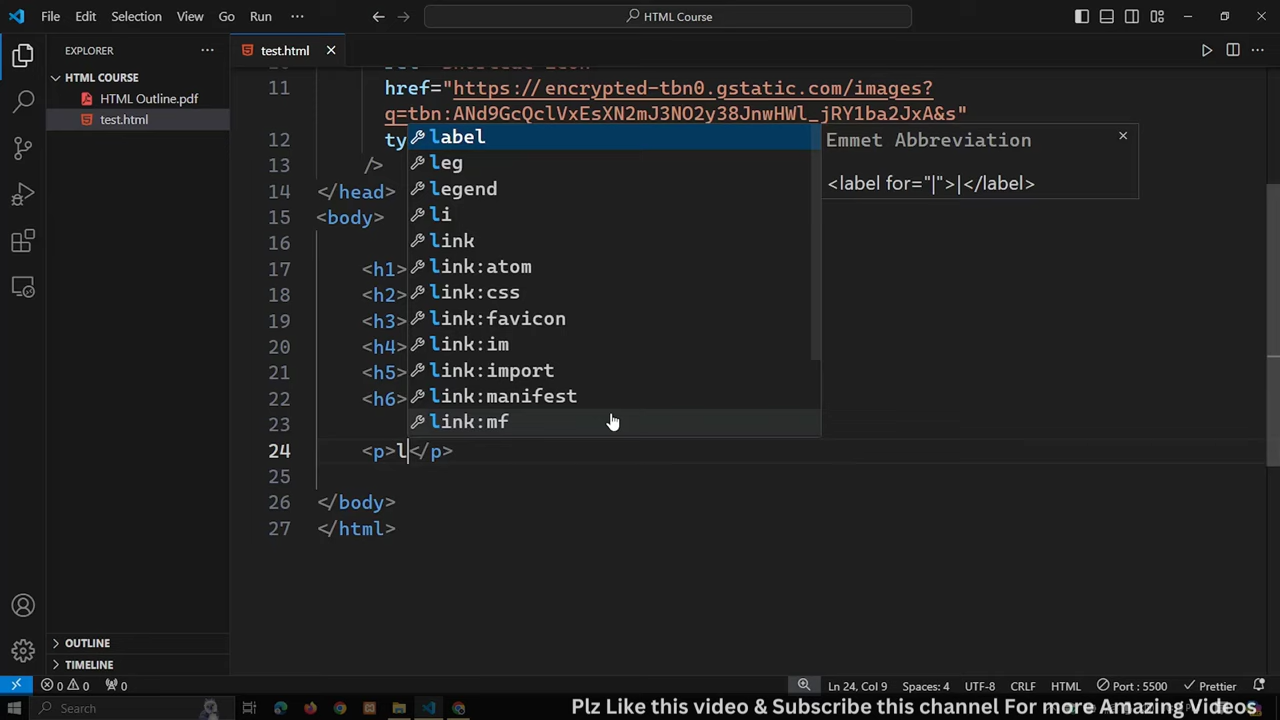 File Edit Selection View Go Run ··· HTML Course
EXPLORER ···
test.html
HTML COURSE
HTML Outline.pdf
test.html
11 href="https://encrypted-tbn0.gstatic.com/images?
q=tbn:ANd9GcQclVxEsXN2mJ3NO2y38JnwHWl_jRY1ba2JxA&s"
12 ty
13 />
14 </head>
15 <body>
16
17 <h1>
18 <h2>
19 <h3>
20 <h4>
21 <h5>
22 <h6>
23
24 <p>l</p>
25
26 </body>
27 </html>
label
leg
legend
li
link
link:atom
link:css
link:favicon
link:im
link:import
link:manifest
link:mf
Emmet Abbreviation
<label for="|">|</label>
OUTLINE
TIMELINE
0 0 0 Ln 24, Col 9 Spaces: 4 UTF-8 CRLF HTML Port : 5500 Prettier
Search
Plz Like this video & Subscribe this channel For more Amazing Videos